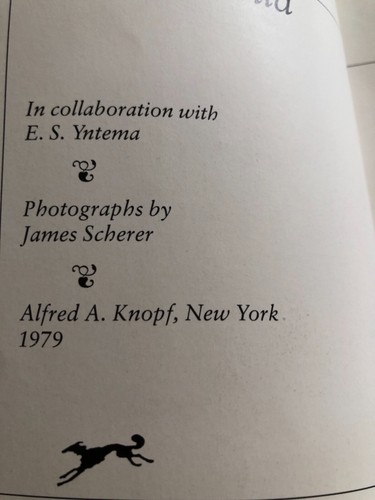 In collaboration with
E. S. Yntema
Photographs by
James Scherer
Alfred A. Knopf, New York
1979